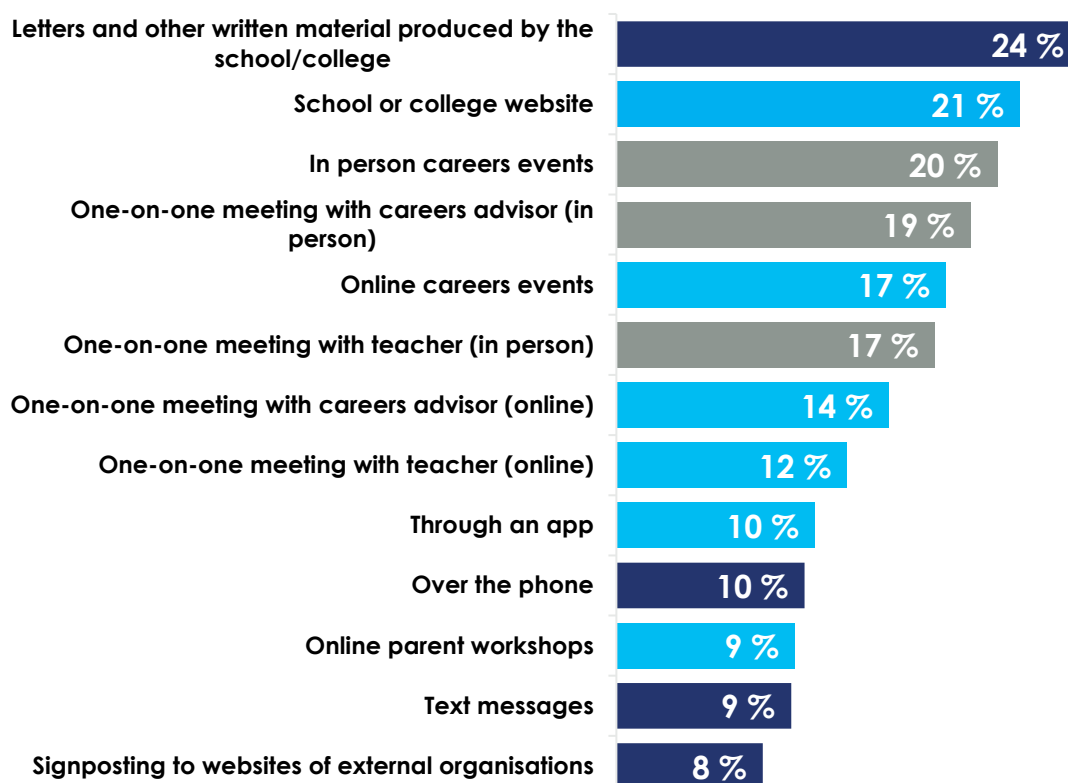 Letters and other written material produced by the
school/college
24 %
School or college website
21 %
In person careers events
20 %
One-on-one meeting with careers advisor (in
person)
19 %
Online careers events
17 %
One-on-one meeting with teacher (in person)
17 %
One-on-one meeting with careers advisor (online)
14 %
One-on-one meeting with teacher (online)
12 %
Through an app
10 %
Over the phone
10 %
Online parent workshops
9 %
Text messages
9 %
Signposting to websites of external organisations
8 %